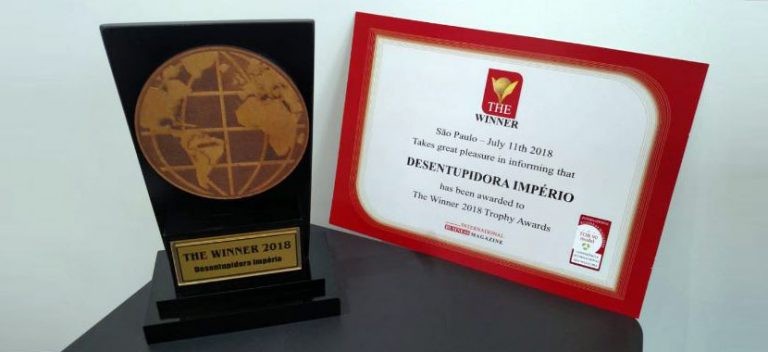 THE WINNER 2018
Desentupidora Império
THE
WINNER
São Paulo – July 11th 2018
Takes great pleasure in informing that
DESENTUPIDORA IMPÉRIO
has been awarded to
The Winner 2018 Trophy Awards
INTERNATIONAL
BUSINESS MAGAZINE